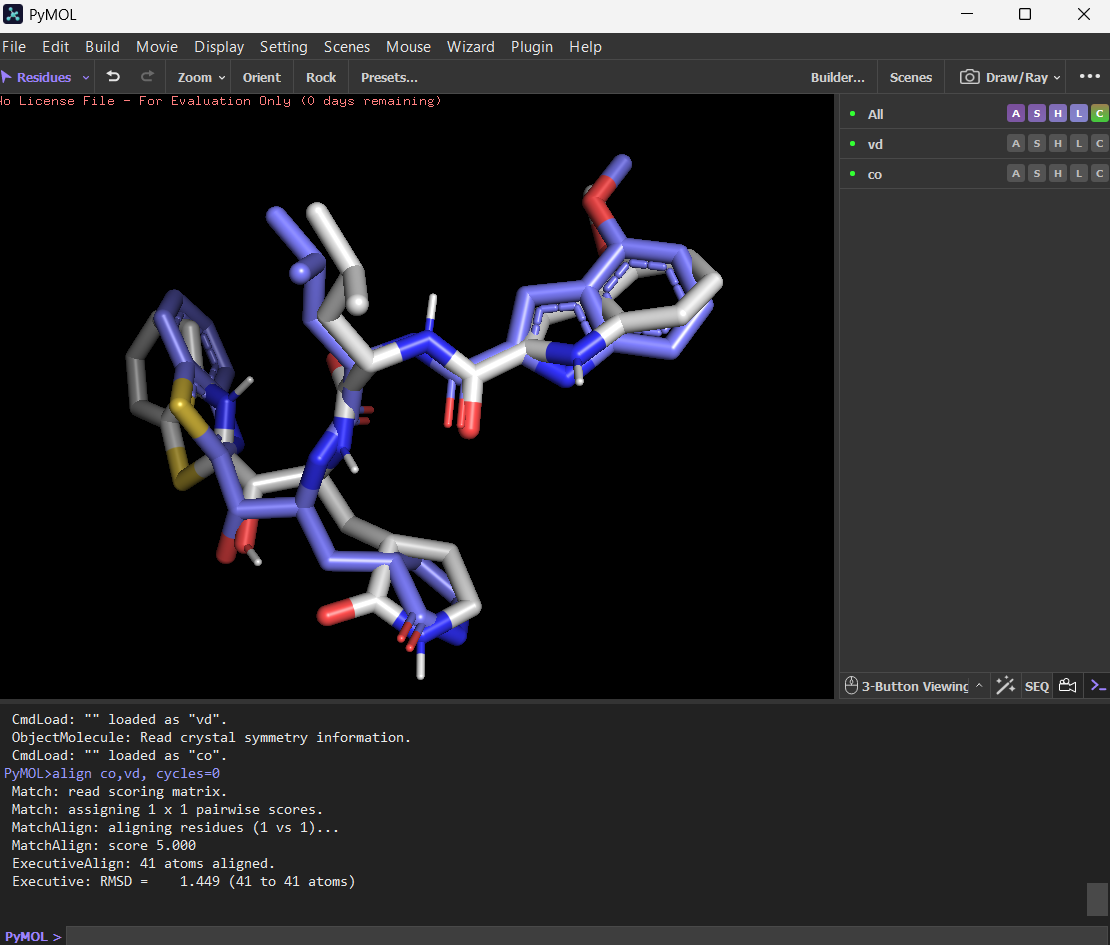 PyMOL
File Edit Build Movie Display Setting Scenes Mouse Wizard Plugin Help
Residues Zoom Orient Rock Presets... Builder... Scenes Draw/Ray
No License File - For Evaluation Only (0 days remaining)
All A S H L C
vd A S H L C
co A S H L C
3-Button Viewing SEQ
CmdLoad: "" loaded as "vd".
ObjectMolecule: Read crystal symmetry information.
CmdLoad: "" loaded as "co".
PyMOL>align co,vd, cycles=0
Match: read scoring matrix.
Match: assigning 1 x 1 pairwise scores.
MatchAlign: aligning residues (1 vs 1)...
MatchAlign: score 5.000
ExecutiveAlign: 41 atoms aligned.
Executive: RMSD =    1.449 (41 to 41 atoms)
PyMOL >